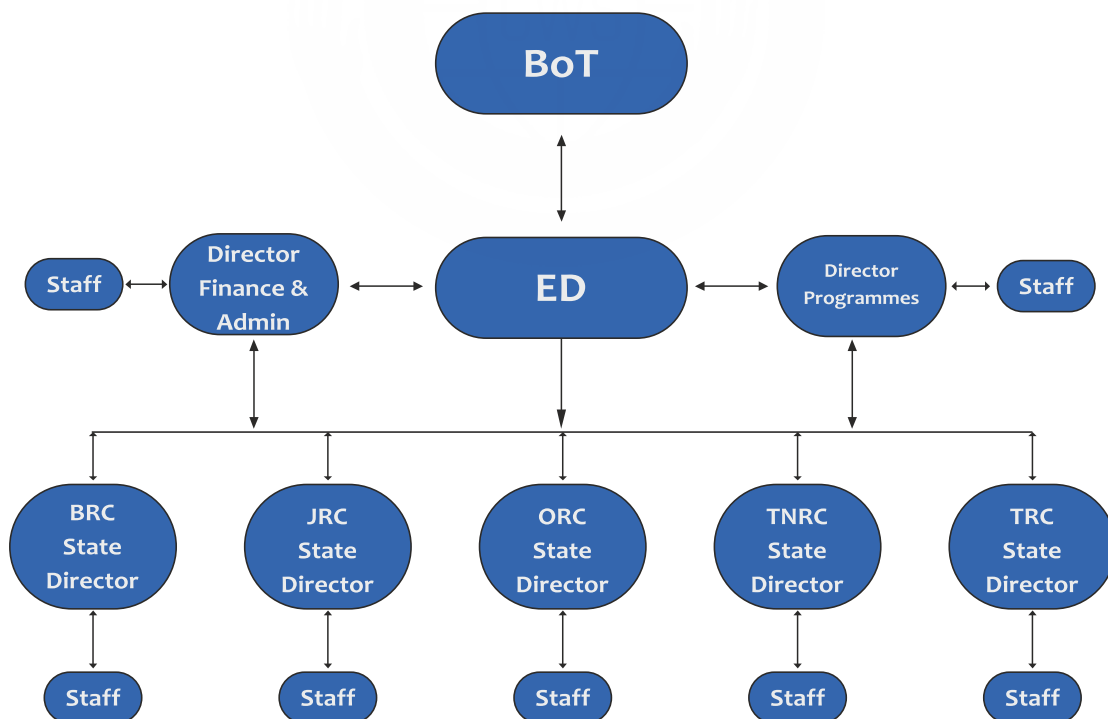 BoT
Staff
Director
Finance &
Admin
ED
Director
Programmes
Staff
BRC
State
Director
JRC
State
Director
ORC
State
Director
TNRC
State
Director
TRC
State
Director
Staff
Staff
Staff
Staff
Staff